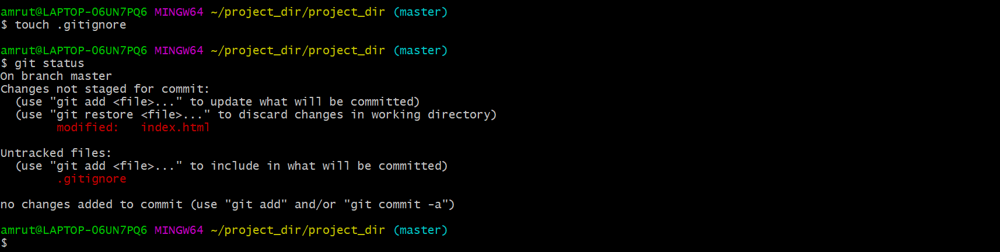 amrut@LAPTOP-O6UN7PQ6 MINGW64 ~/project_dir/project_dir (master)
$ touch .gitignore
amrut@LAPTOP-O6UN7PQ6 MINGW64 ~/project_dir/project_dir (master)
$ git status
On branch master
Changes not staged for commit:
  (use "git add <file>..." to update what will be committed)
  (use "git restore <file>..." to discard changes in working directory)
        modified:   index.html
Untracked files:
  (use "git add <file>..." to include in what will be committed)
        .gitignore
no changes added to commit (use "git add" and/or "git commit -a")
amrut@LAPTOP-O6UN7PQ6 MINGW64 ~/project_dir/project_dir (master)
$